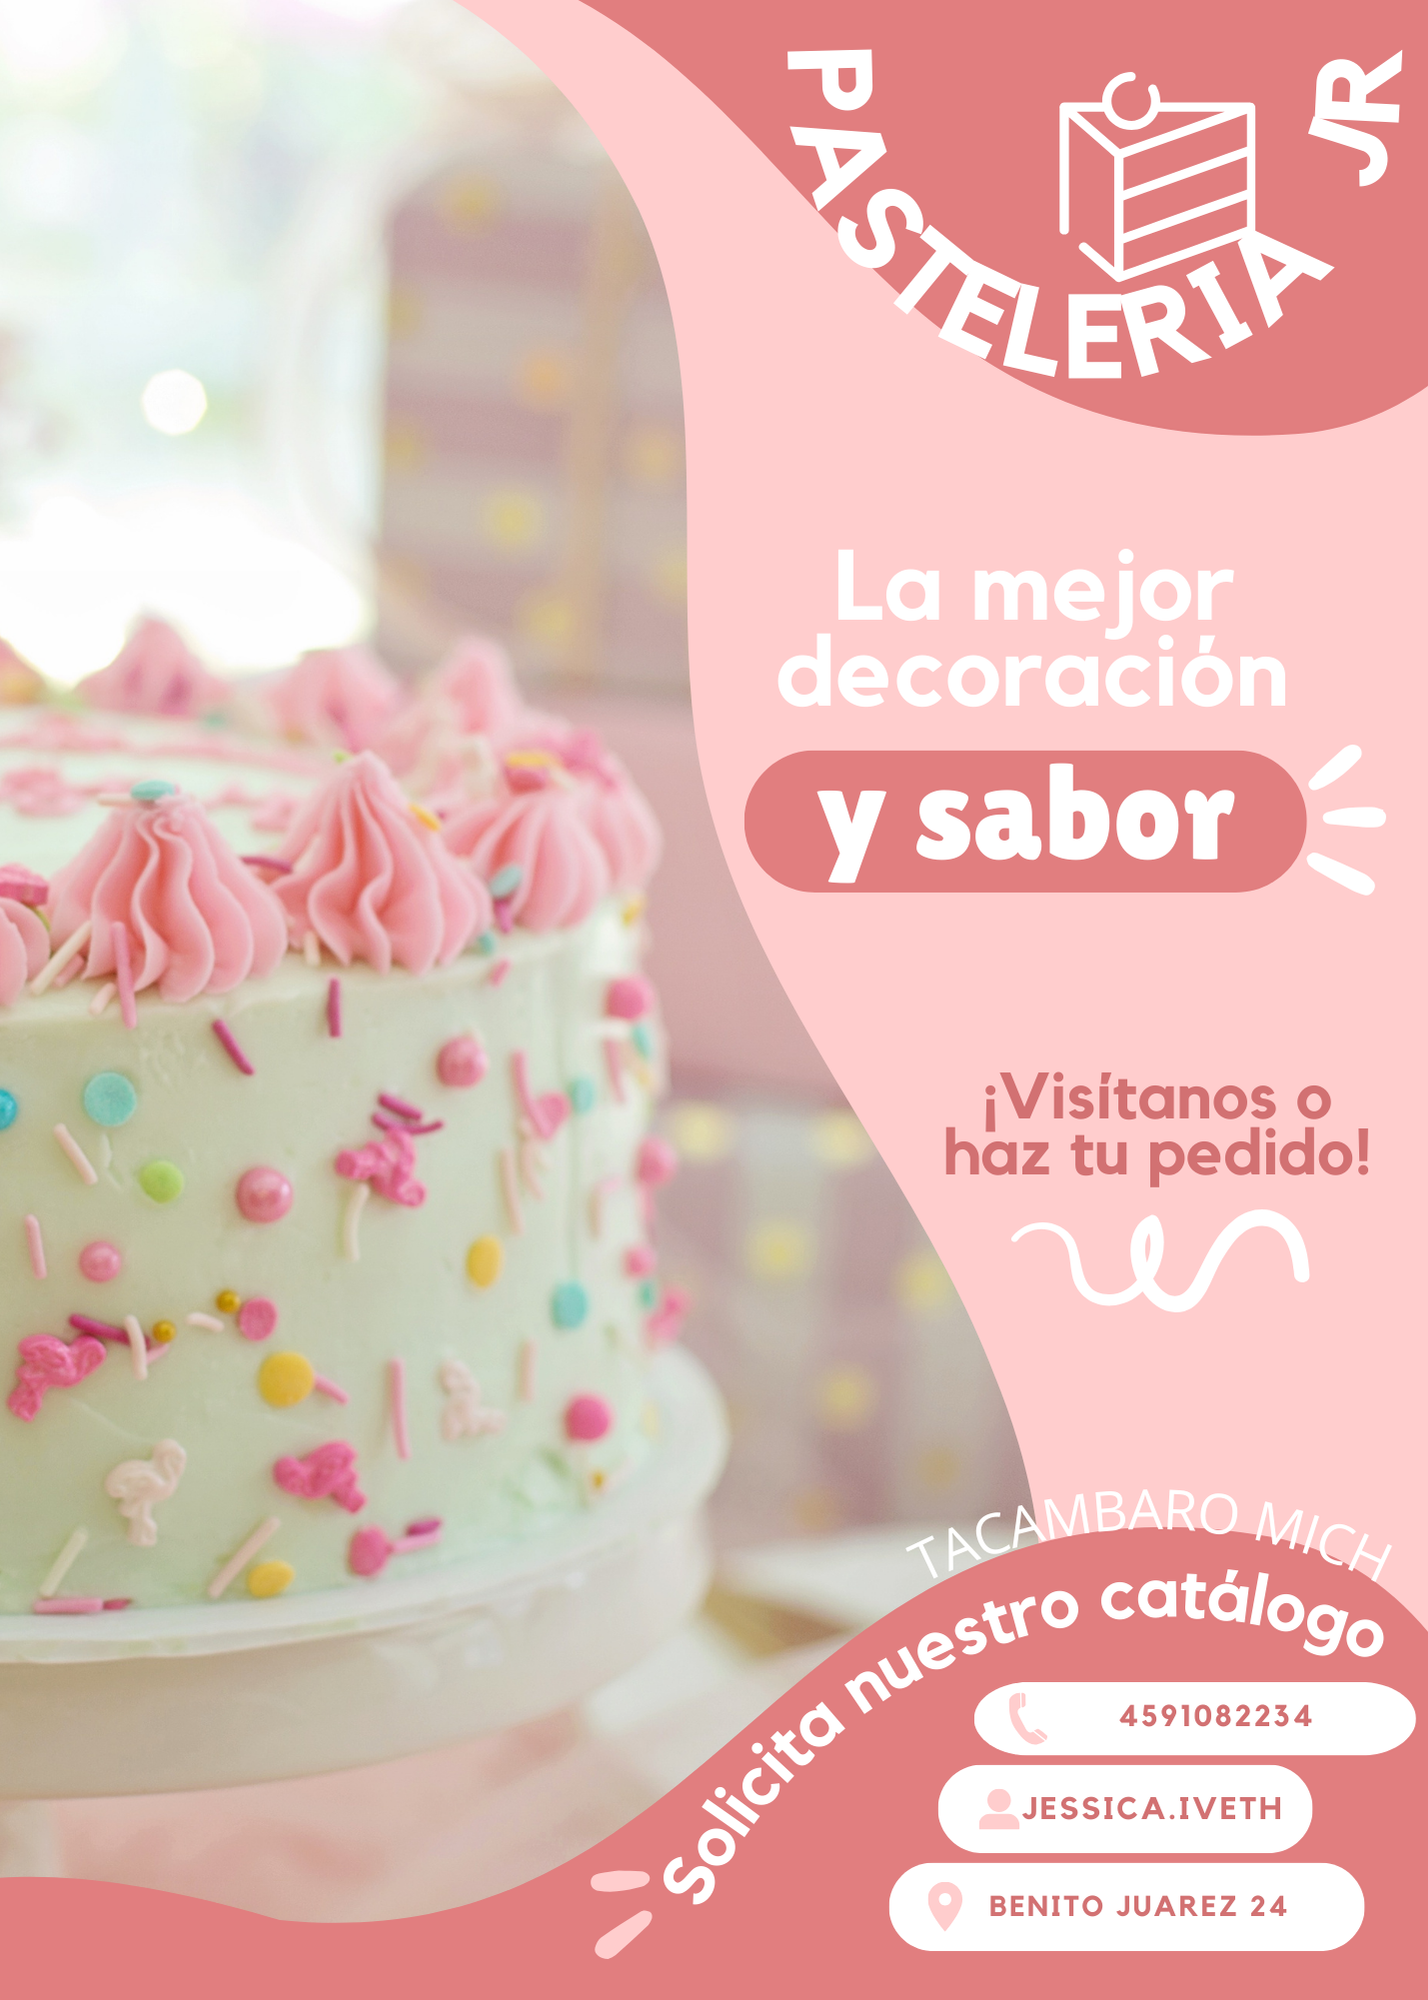 PASTELERIA JR
La mejor
decoración
y sabor
¡Visítanos o
haz tu pedido!
TACAMBARO MICH
Solicita nuestro catálogo
4591082234
JESSICA.IVETH
BENITO JUAREZ 24